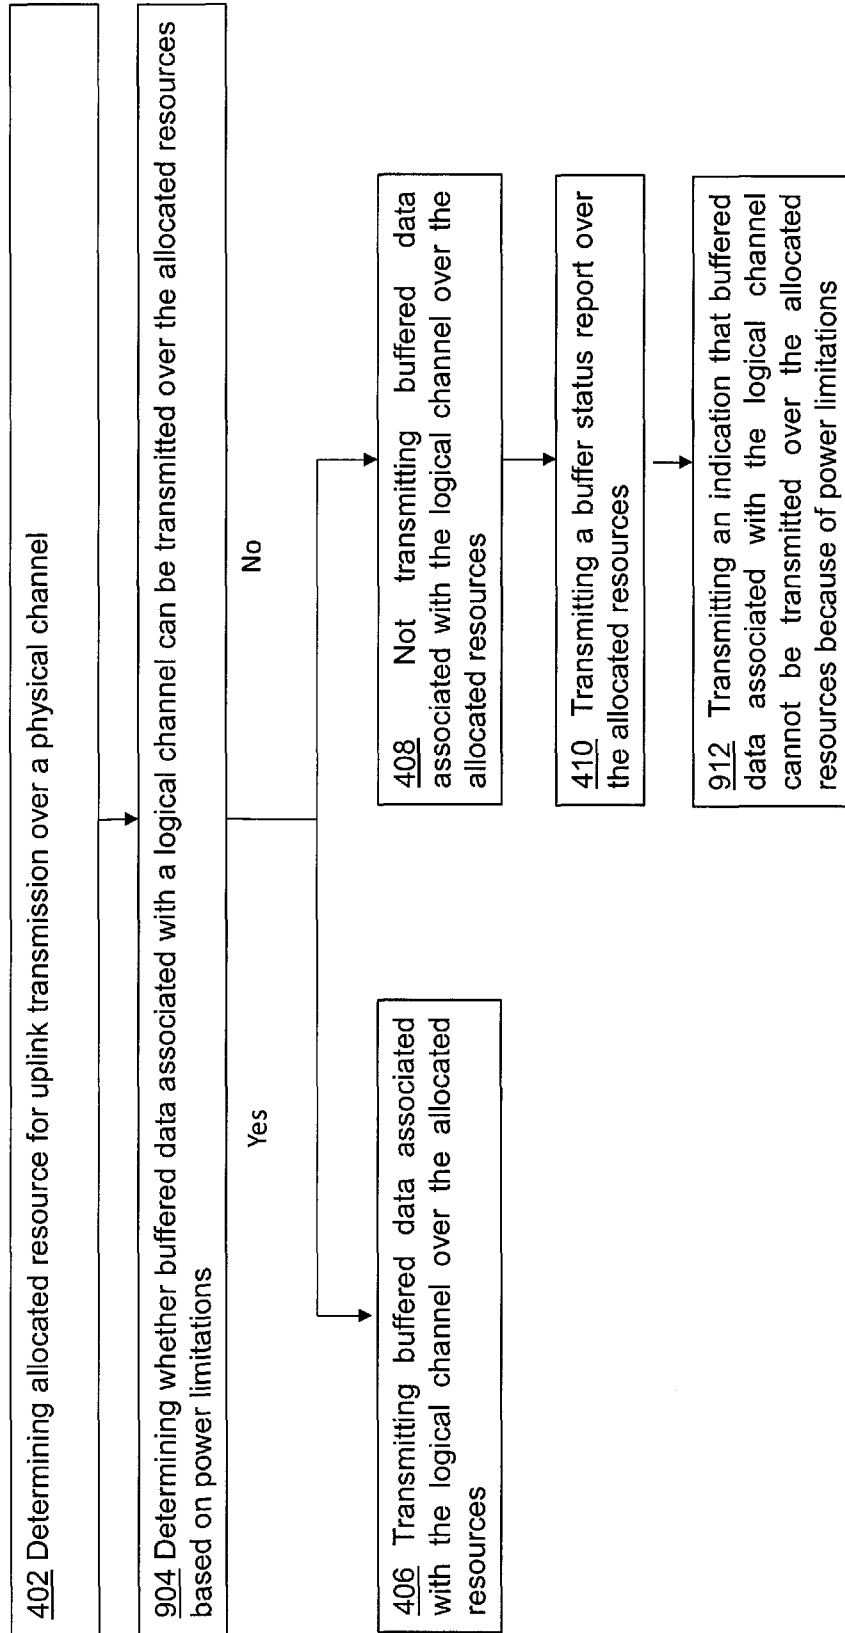 402 Determining allocated resource for uplink transmission over a physical channel
904 Determining whether buffered data associated with a logical channel can be transmitted over the allocated resources
based on power limitations
Yes
No
406 Transmitting buffered data associated
with the logical channel over the allocated
resources
408 Not transmitting buffered data
associated with the logical channel over the
allocated resources
410 Transmitting a buffer status report over
the allocated resources
912 Transmitting an indication that buffered
data associated with the logical channel
cannot be transmitted over the allocated
resources because of power limitations